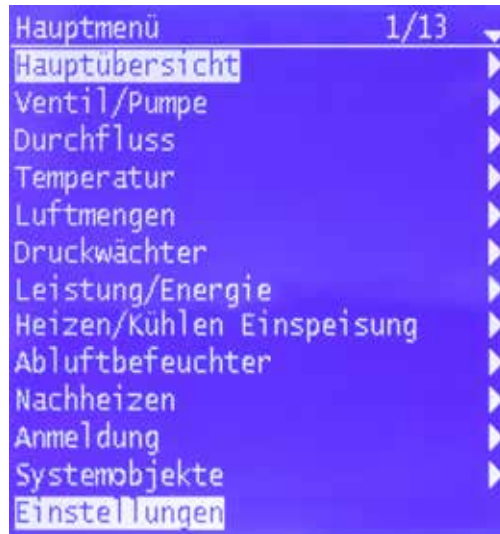 Hauptmenü 1/13
Hauptübersicht
Ventil/Pumpe
Durchfluss
Temperatur
Luftmengen
Druckwächter
Leistung/Energie
Heizen/Kühlen Einspeisung
Abluftbefeuchter
Nachheizen
Anmeldung
Systemobjekte
Einstellungen